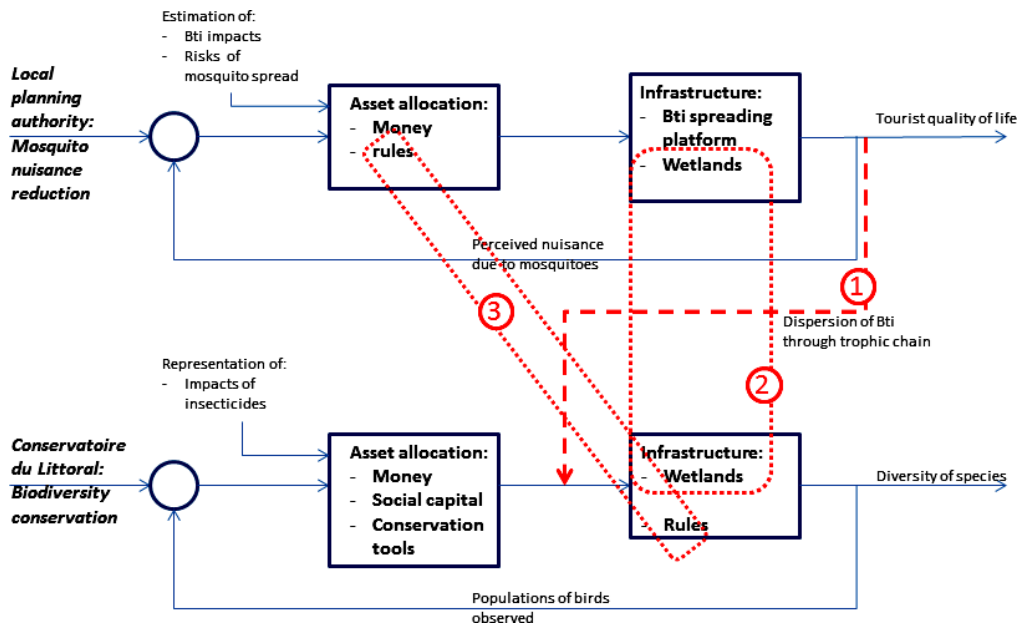 Estimation of:
- Bti impacts
- Risks of
mosquito spread
Local
planning
authority:
Mosquito
nuisance
reduction
Asset allocation:
- Money
- rules
Infrastructure:
- Bti spreading
platform
- Wetlands
Tourist quality of life
Perceived nuisance
due to mosquitoes
1
3
Dispersion of Bti
through trophic chain
2
Representation of:
- Impacts of
insecticides
Conservatoire
du Littoral:
Biodiversity
conservation
Asset allocation:
- Money
- Social capital
- Conservation
tools
Infrastructure:
- Wetlands
- Rules
Diversity of species
Populations of birds
observed